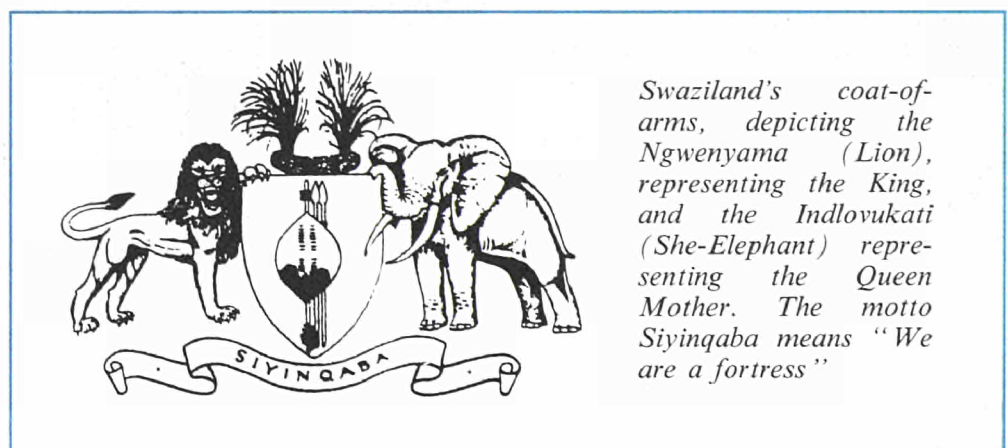 Swaziland's coat-of-
arms, depicting the
Ngwenyama (Lion),
representing the King,
and the Indlovukati
(She-Elephant) repre-
senting the Queen
Mother. The motto
Siyinqaba means "We
are a fortress"
SIYINQABA